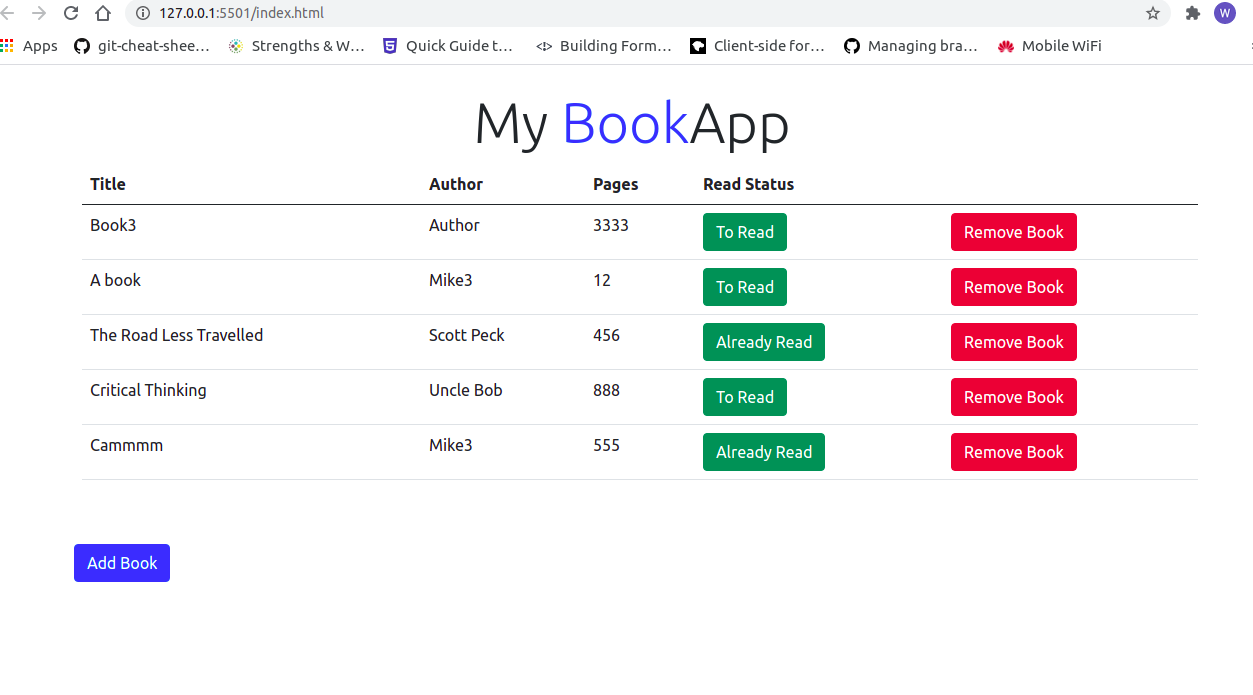 127.0.0.1:5501/index.html W
Apps git-cheat-shee... Strengths & W... Quick Guide t... Building Form... Client-side for... Managing bra... Mobile WiFi
My BookApp
Title Author Pages Read Status
Book3 Author 3333 To Read Remove Book
A book Mike3 12 To Read Remove Book
The Road Less Travelled Scott Peck 456 Already Read Remove Book
Critical Thinking Uncle Bob 888 To Read Remove Book
Cammmm Mike3 555 Already Read Remove Book
Add Book